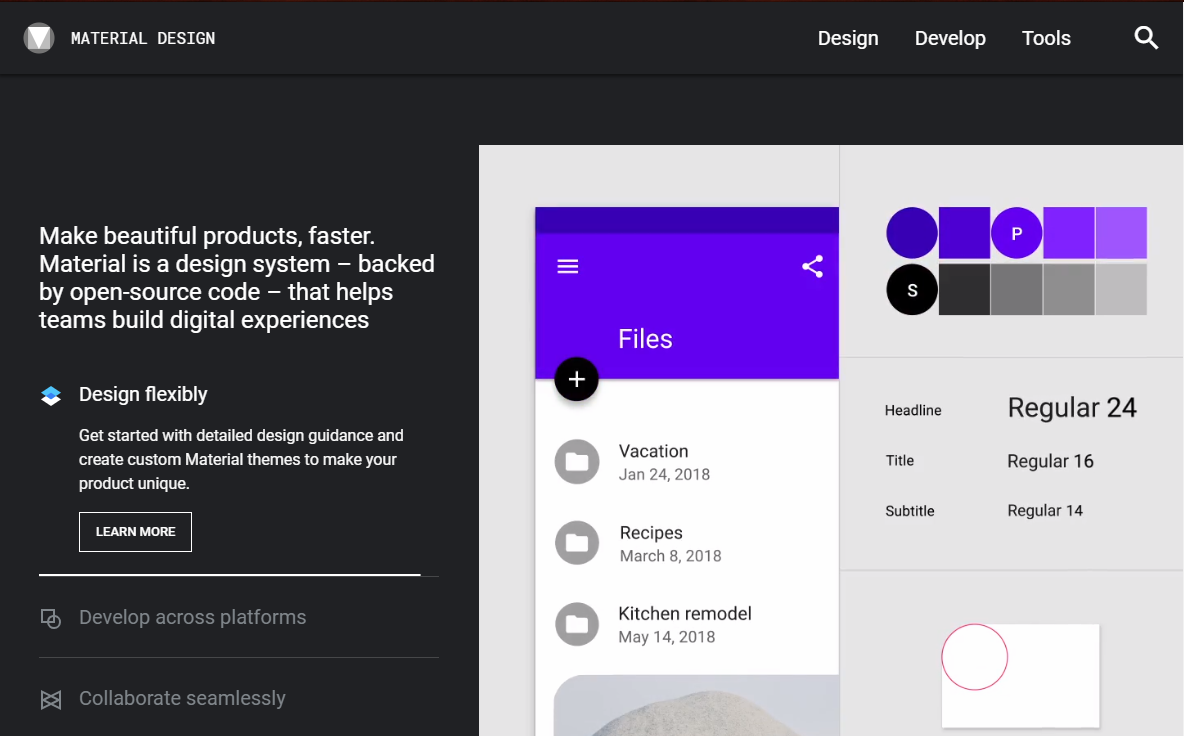 MATERIAL DESIGN
Design
Develop
Tools
Make beautiful products, faster.
Material is a design system – backed
by open-source code – that helps
teams build digital experiences
Design flexibly
Get started with detailed design guidance and
create custom Material themes to make your
product unique.
LEARN MORE
Develop across platforms
Collaborate seamlessly
Files
Vacation
Jan 24, 2018
Recipes
March 8, 2018
Kitchen remodel
May 14, 2018
P
S
Headline Regular 24
Title Regular 16
Subtitle Regular 14